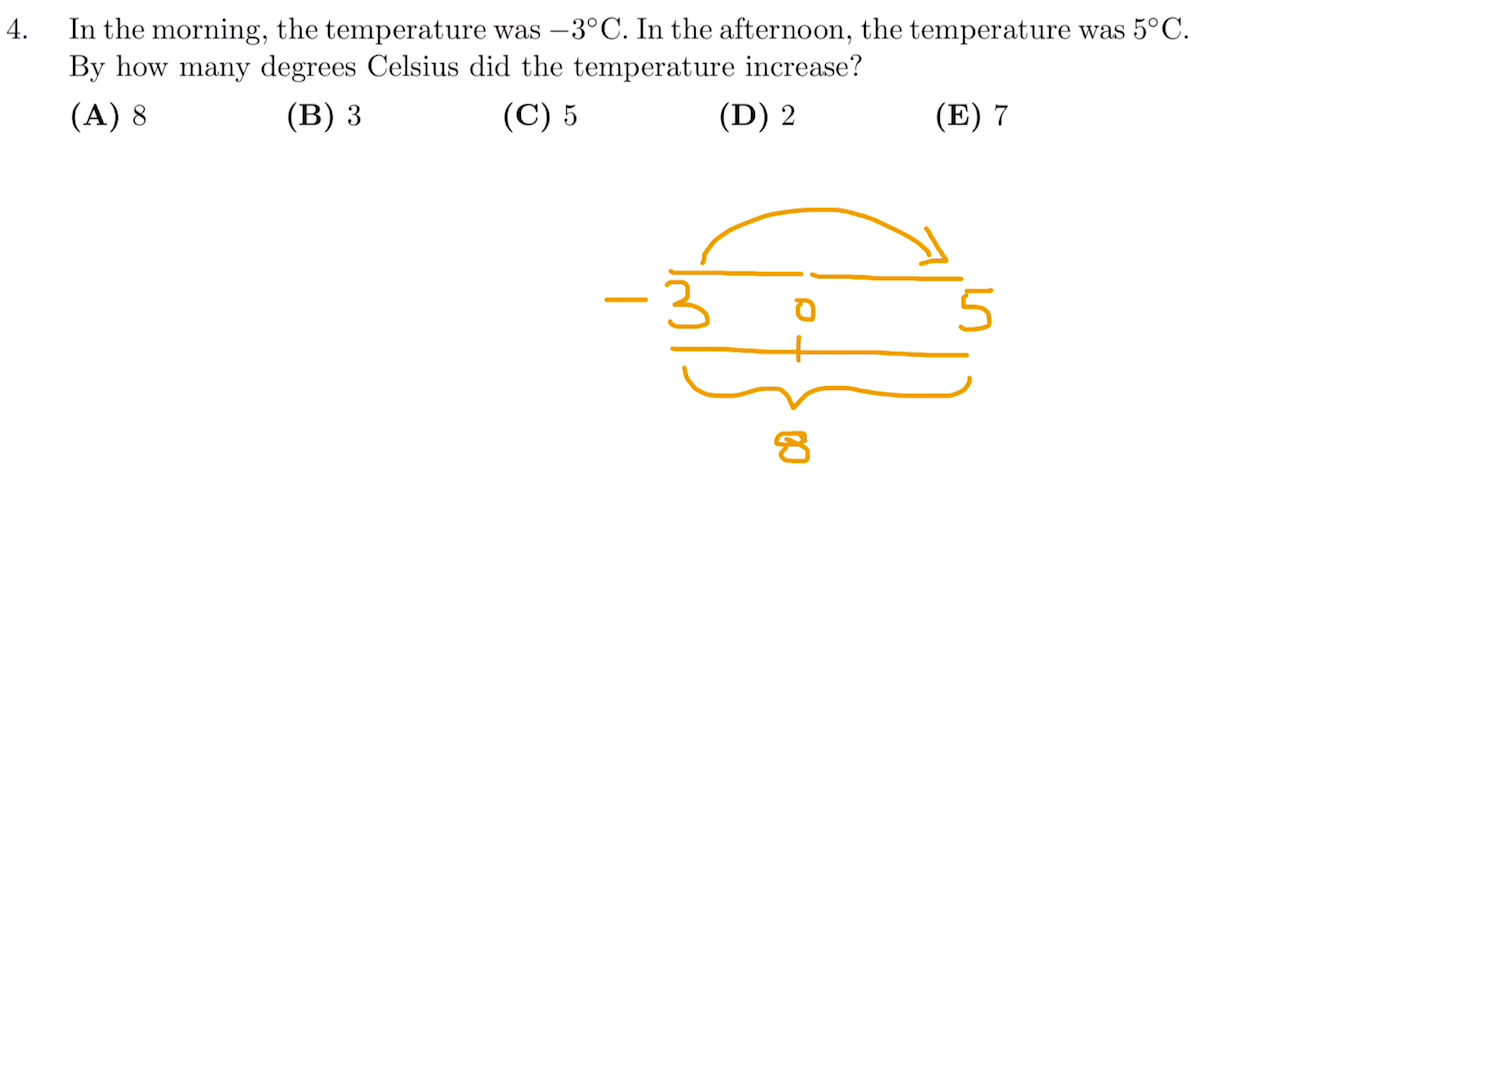 4. In the morning, the temperature was −3°C. In the afternoon, the temperature was 5°C.
By how many degrees Celsius did the temperature increase?
(A) 8 (B) 3 (C) 5 (D) 2 (E) 7
−3 0 5
8